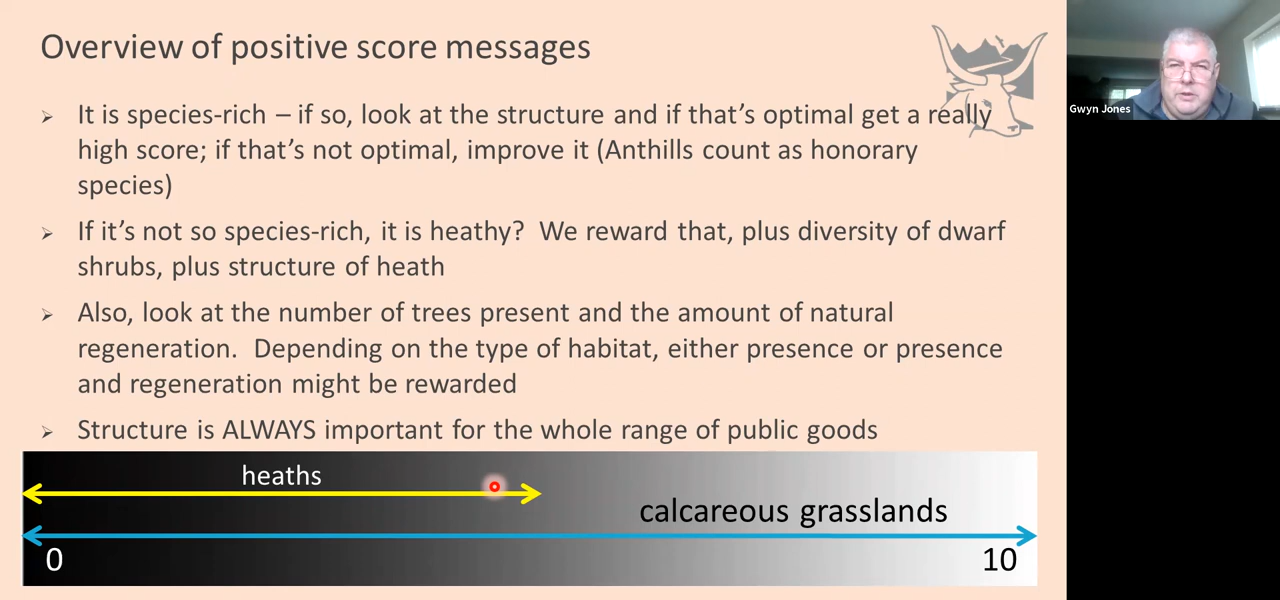 Overview of positive score messages
It is species-rich – if so, look at the structure and if that's optimal get a really
high score; if that's not optimal, improve it (Anthills count as honorary
species)
If it's not so species-rich, it is heathy?  We reward that, plus diversity of dwarf
shrubs, plus structure of heath
Also, look at the number of trees present and the amount of natural
regeneration.  Depending on the type of habitat, either presence or presence
and regeneration might be rewarded
Structure is ALWAYS important for the whole range of public goods
heaths
calcareous grasslands
0
10
Gwyn Jones